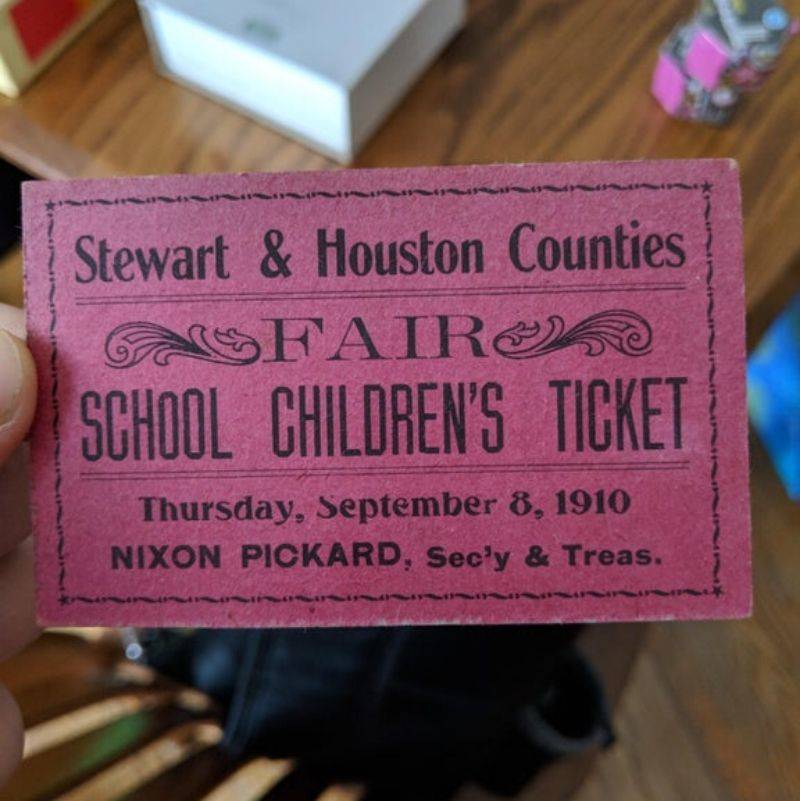 Stewart & Houston Counties
FAIR
SCHOOL CHILDREN'S TICKET
Thursday, September 8, 1910
NIXON PICKARD, Sec'y & Treas.